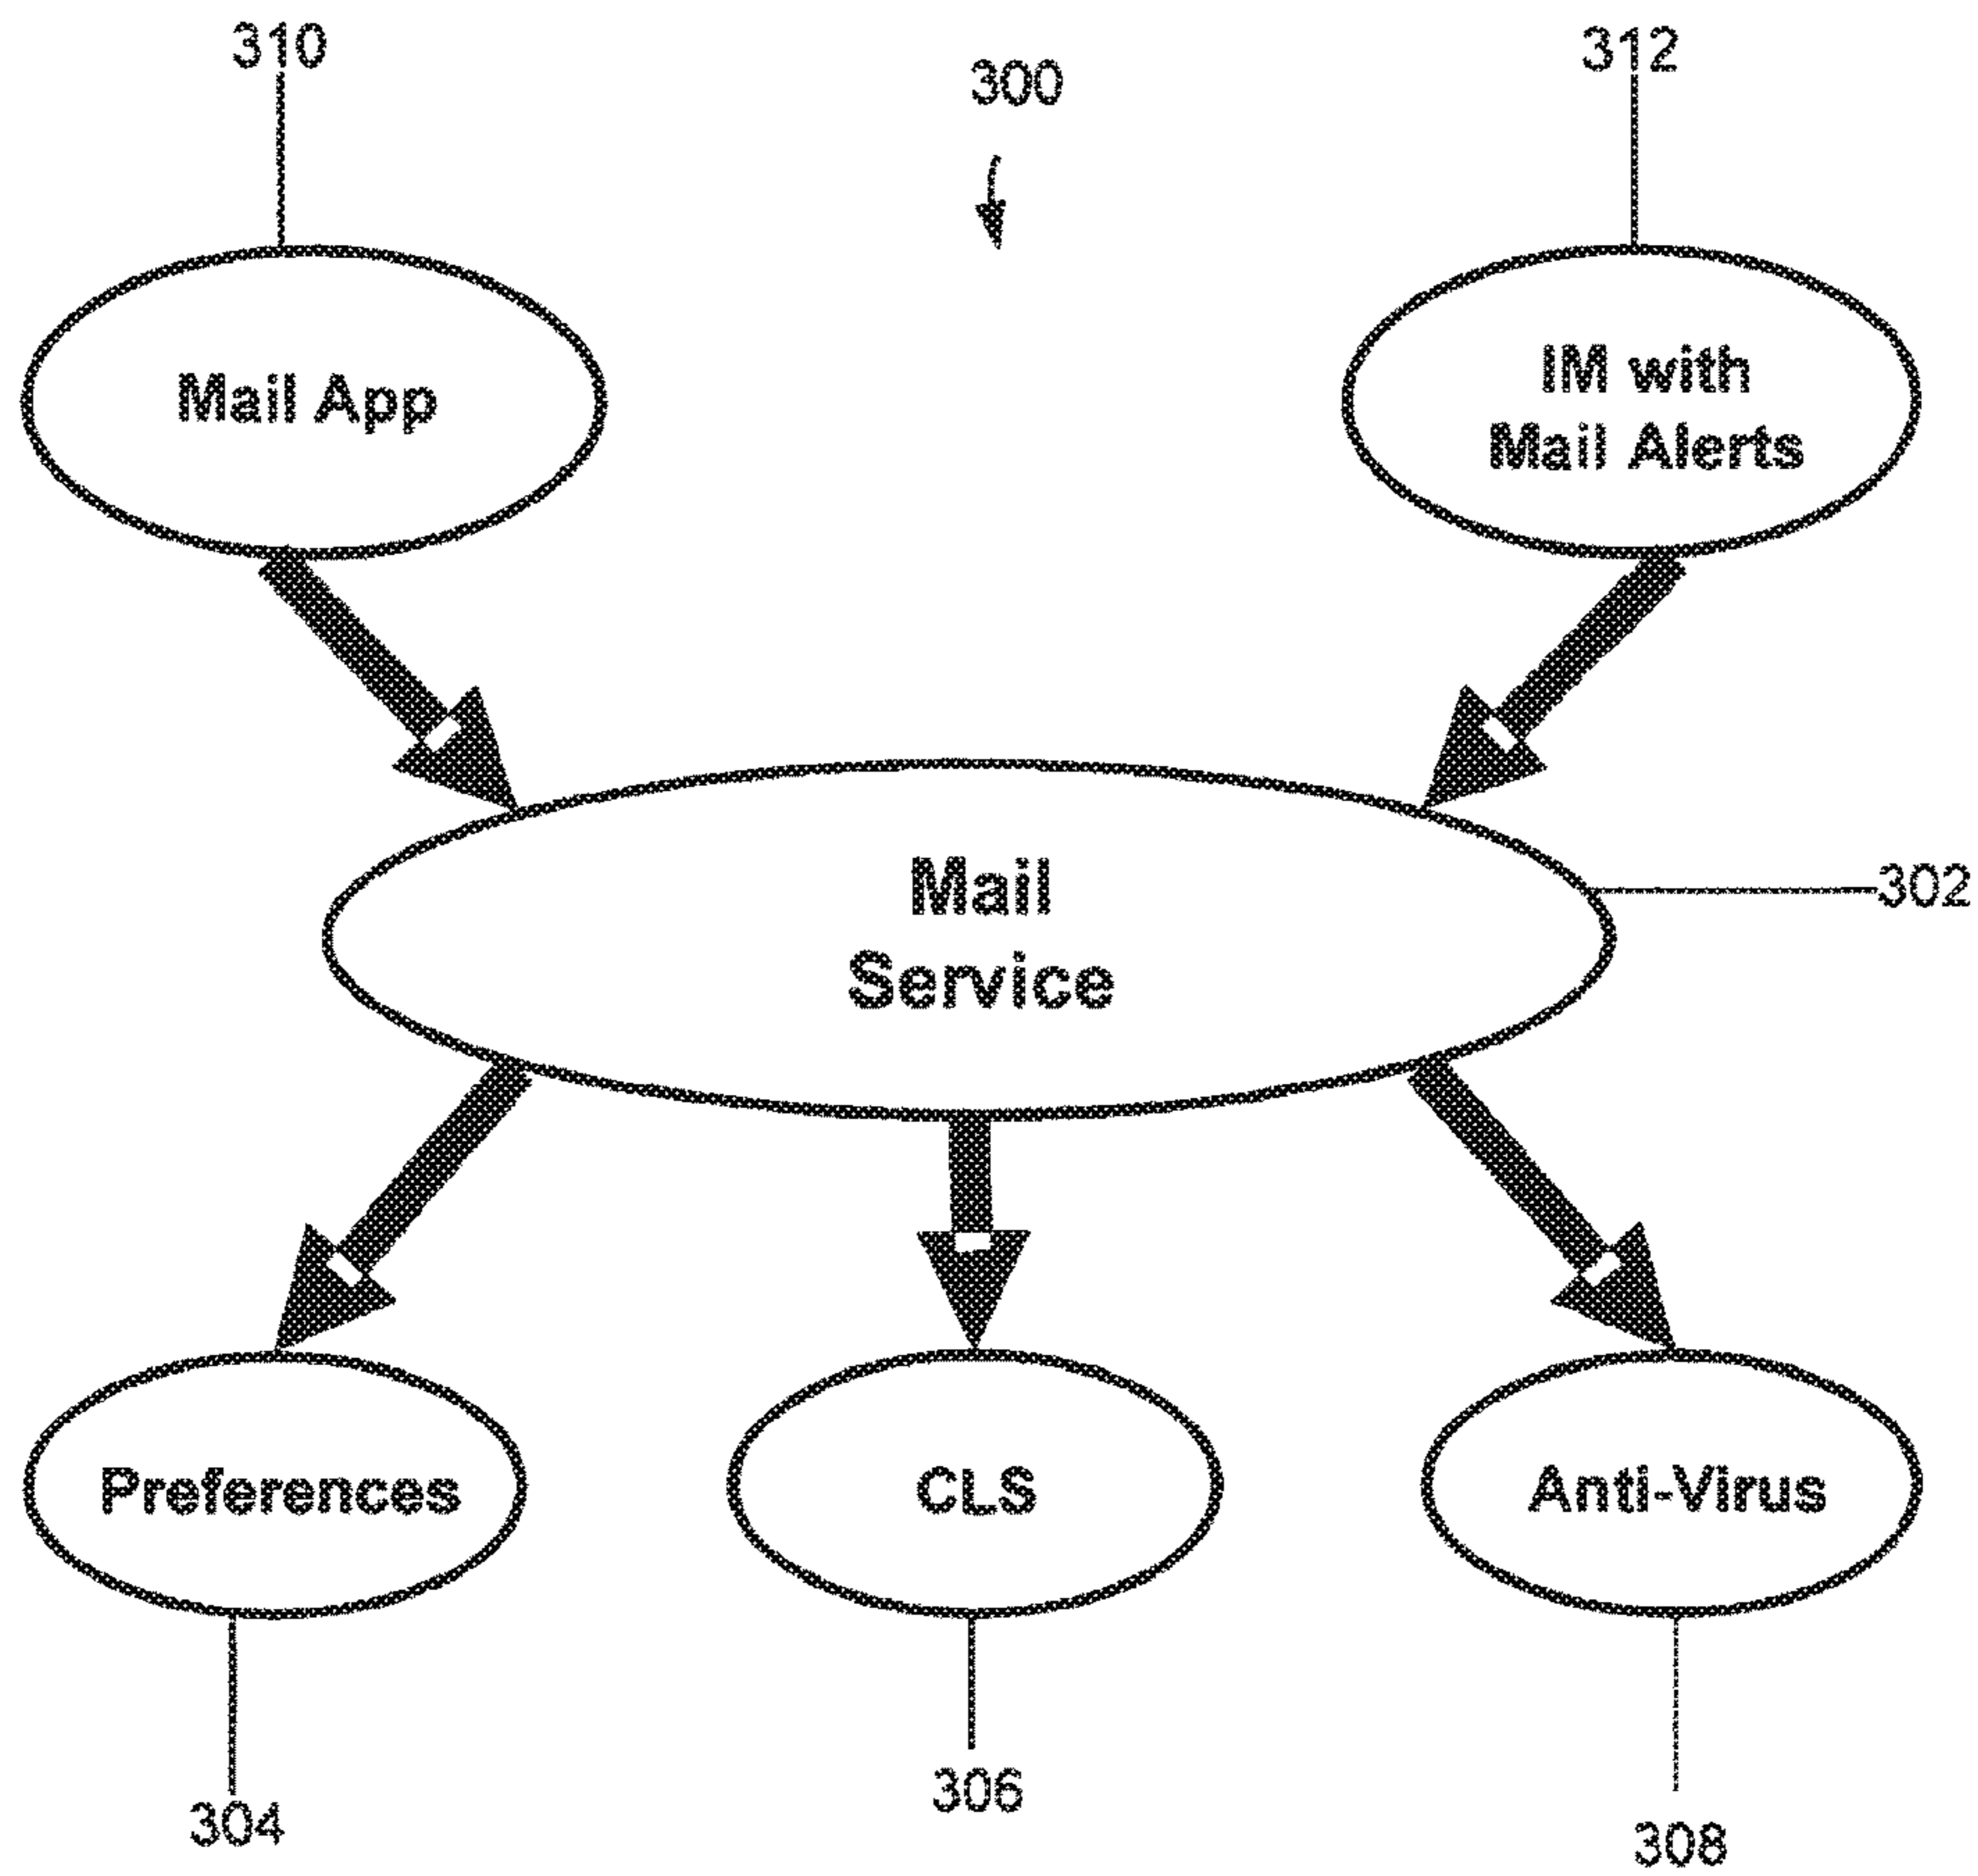 310
300
312
Mail App
IM with
Mail Alerts
Mail
Service
302
Preferences
CLS
Anti-Virus
304
306
308